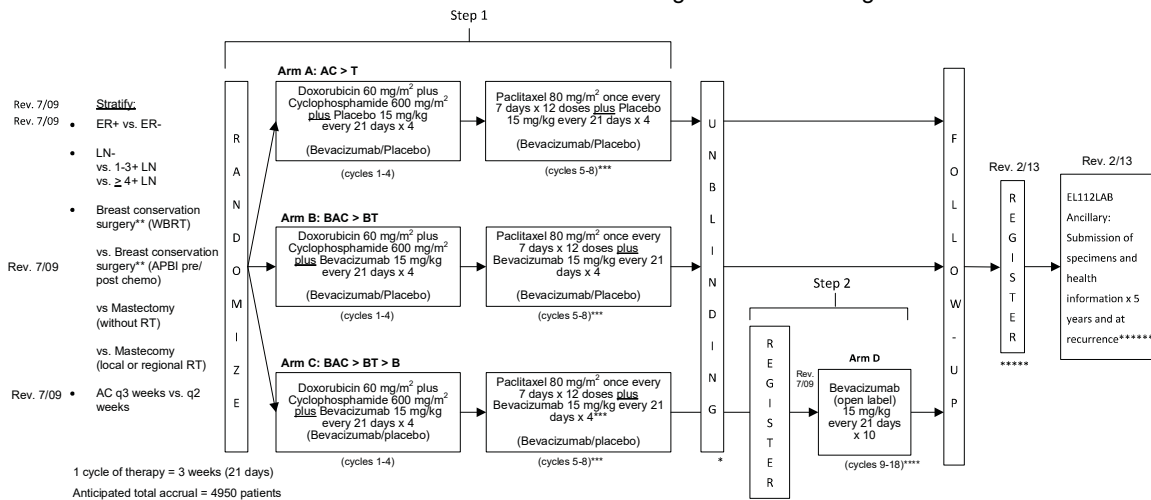 Step 1
Rev. 7/09
Rev. 7/09
Stratify:
• ER+ vs. ER-
• LN-
vs. 1-3+ LN
vs. > 4+ LN
• Breast conservation
surgery** (WBRT)
Rev. 7/09
vs. Breast conservation
surgery** (APBI pre/
post chemo)
vs Mastectomy
(without RT)
vs. Mastecomy
(local or regional RT)
Rev. 7/09
• AC q3 weeks vs. q2
weeks
R
A
N
D
O
M
I
Z
E
Arm A: AC > T
Doxorubicin 60 mg/m2 plus
Cyclophosphamide 600 mg/m2
plus Placebo 15 mg/kg
every 21 days x 4
(Bevacizumab/Placebo)
(cycles 1-4)
Paclitaxel 80 mg/m2 once every
7 days x 12 doses plus Placebo
15 mg/kg every 21 days x 4
(Bevacizumab/Placebo)
(cycles 5-8)***
Arm B: BAC > BT
Doxorubicin 60 mg/m2 plus
Cyclophosphamide 600 mg/m2
plus Bevacizumab 15 mg/kg
every 21 days x 4
(Bevacizumab/Placebo)
(cycles 1-4)
Paclitaxel 80 mg/m2 once every
7 days x 12 doses plus
Bevacizumab 15 mg/kg every 21
days x 4
(Bevacizumab/Placebo)
(cycles 5-8)***
Arm C: BAC > BT > B
Doxorubicin 60 mg/m2 plus
Cyclophosphamide 600 mg/m2
plus Bevacizumab 15 mg/kg
every 21 days x 4
(Bevacizumab/placebo)
(cycles 1-4)
Paclitaxel 80 mg/m2 once every
7 days x 12 doses plus
Bevacizumab 15 mg/kg every 21
days x 4***
(Bevacizumab/placebo)
(cycles 5-8)***
U
N
B
L
I
N
D
I
N
G
*
Step 2
R
E
G
I
S
T
E
R
Rev.
7/09
Arm D
Bevacizumab
(open label)
15 mg/kg
every 21 days
x 10
(cycles 9-18)****
F
O
L
L
O
W
-
U
P
Rev. 2/13
R
E
G
I
S
T
E
R
*****
Rev. 2/13
EL112LAB
Ancillary:
Submission of
specimens and
health
information x 5
years and at
recurrence******
1 cycle of therapy = 3 weeks (21 days)
Anticipated total accrual = 4950 patients